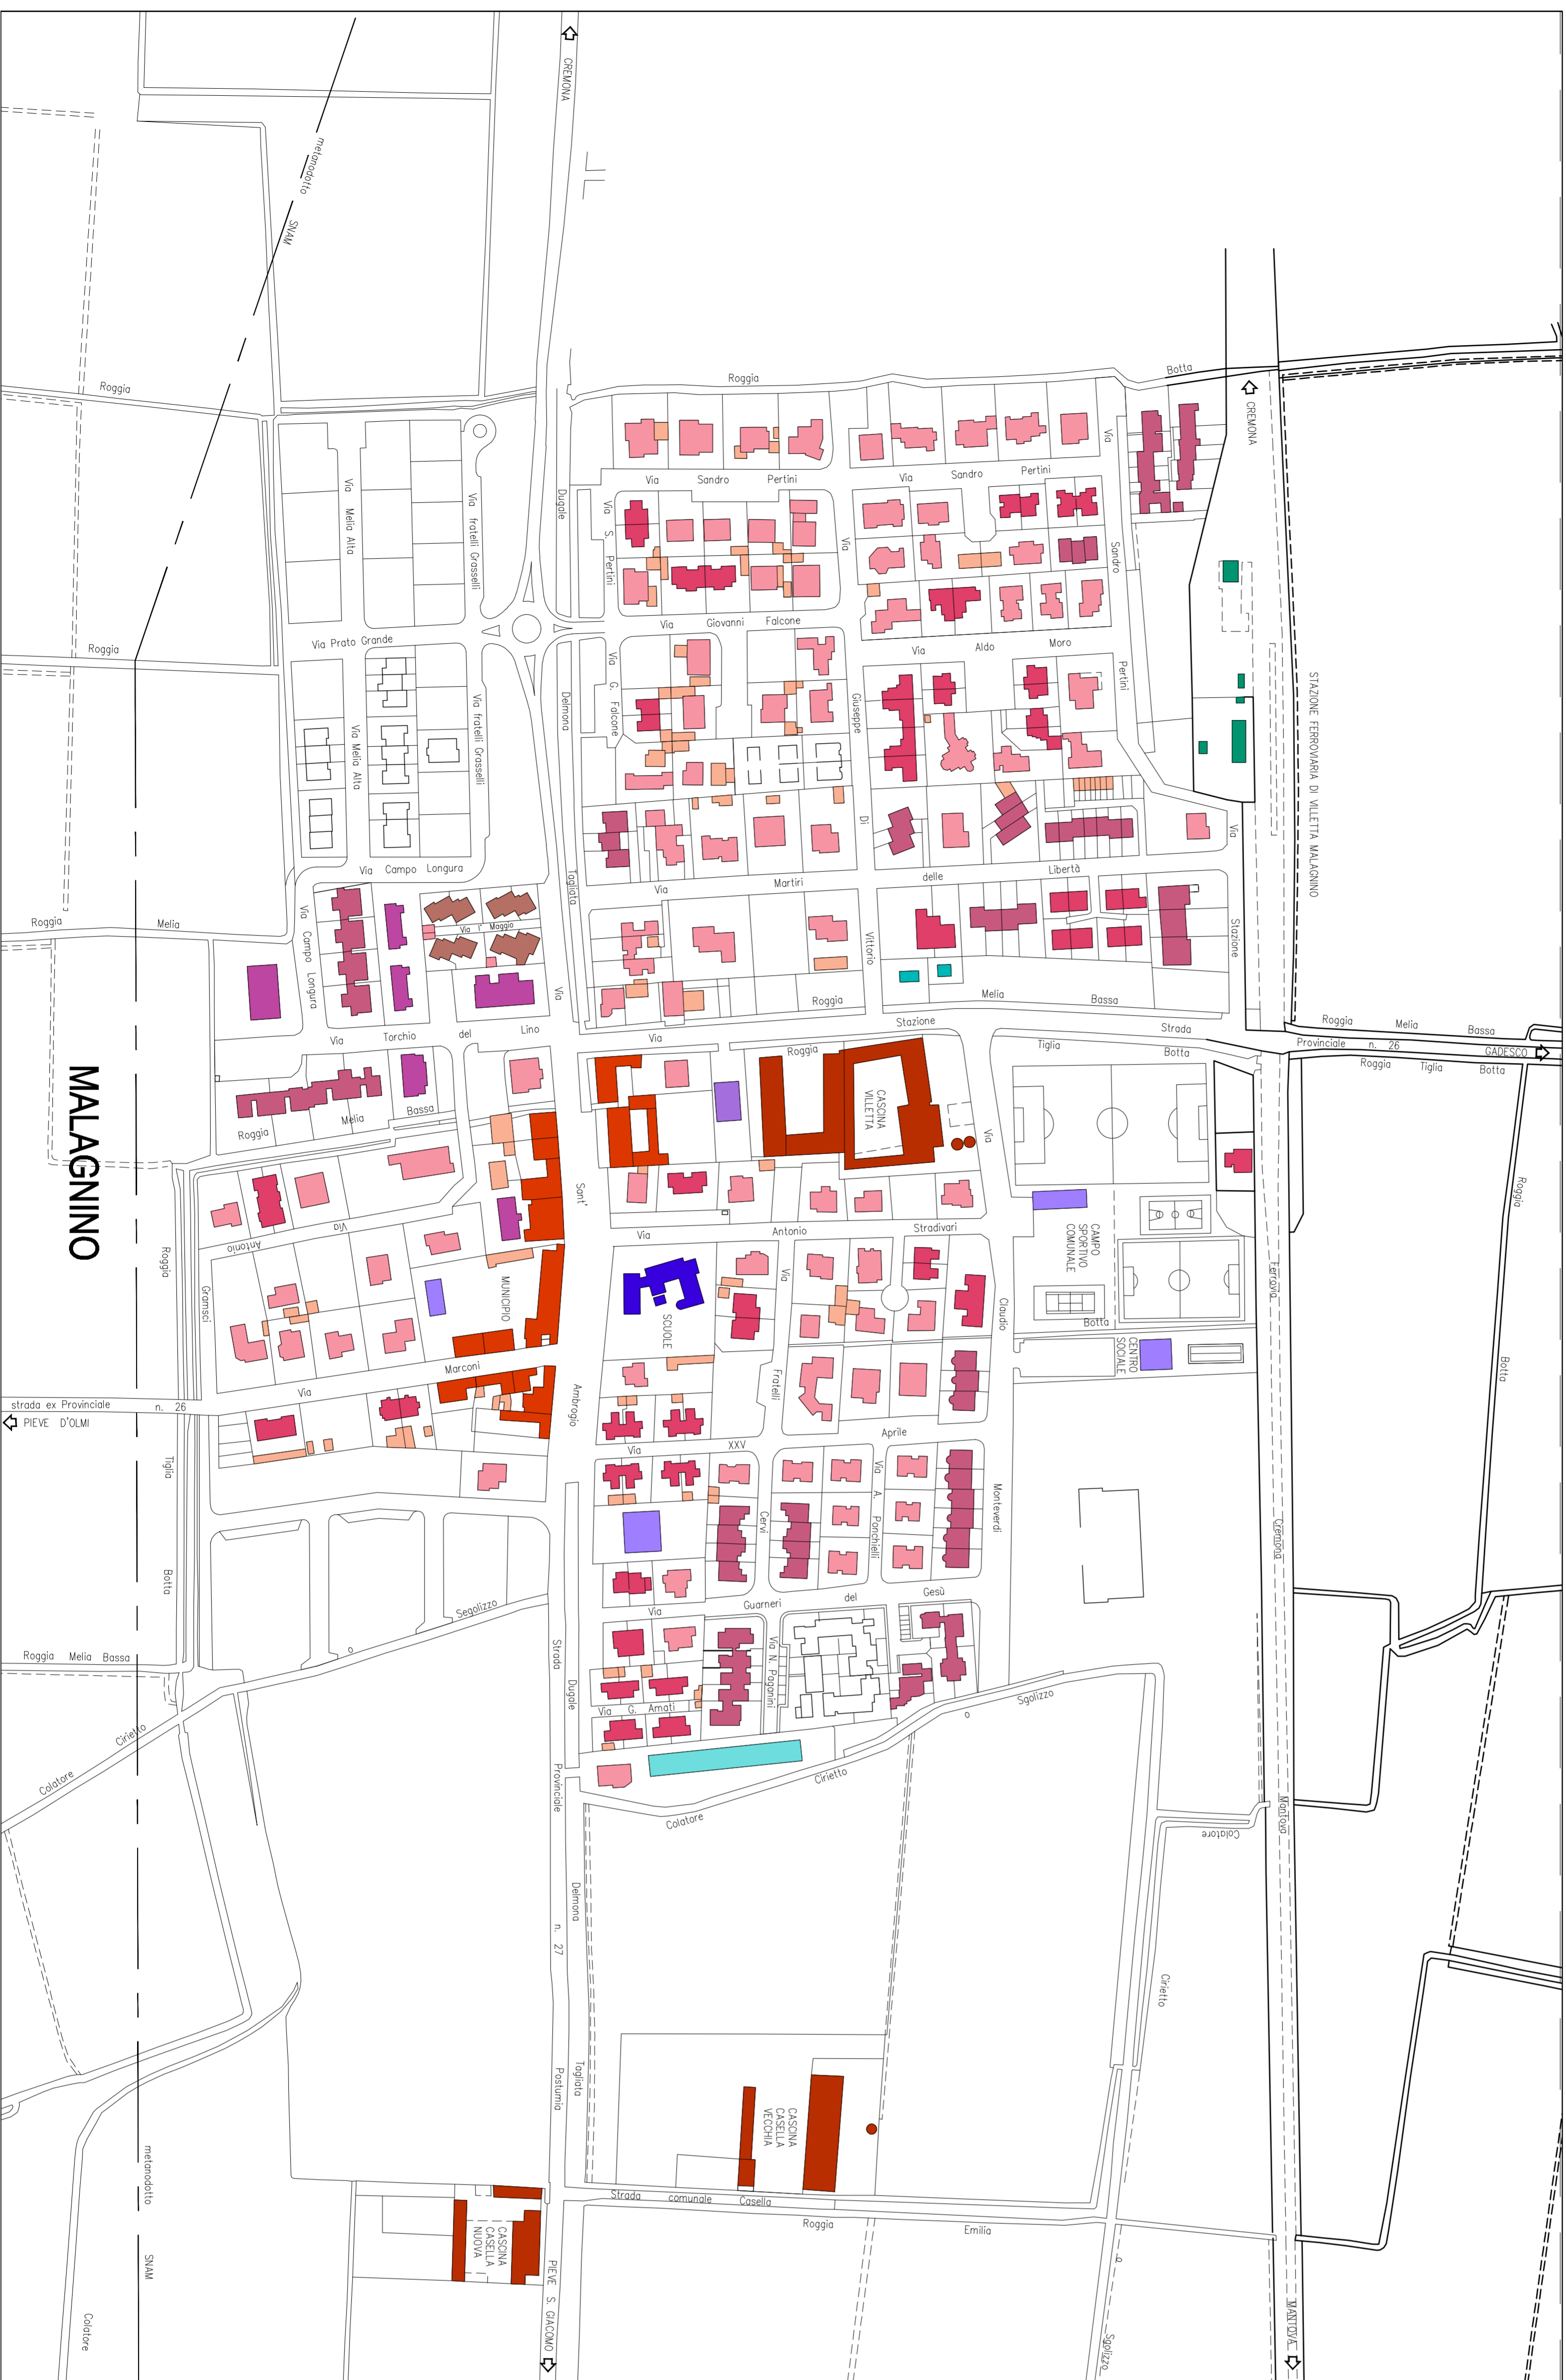 CREMONA
metanodotto
SNAM
Roggia
Roggia
Botta
CREMONA
Via
Sandro
Pertini
Via
Sandro
Pertini
Via
Sandro
Pertini
Via Melia Alta
Via fratelli Grasselli
Dugale
Via S. Pertini
Via
Giuseppe
Di
Vittorio
Roggia
Via Prato Grande
Via
Giovanni
Falcone
Via
Aldo
Moro
Via G. Falcone
Delmona
Via Melia Alta
Via fratelli Grasselli
STAZIONE FERROVIARIA DI VILLETTA MALAGNINO
Via
Stazione
Via Campo Longura
Tagliata
Via
Martiri
delle
Libertà
Roggia
Melia
Via Campo Longura
Via 1° Maggio
Via
Roggia
Melia
Bassa
Via
Torchio
del
Lino
Via
Stazione
Strada
Provinciale n. 26
Roggia
Melia
Bassa
GADESCO
Roggia
Tiglia
Botta
Roggia
Tiglia
Botta
CASCINA
VILLETTA
Roggia
Melia
Bassa
MALAGNINO
Via
Antonio
Gramsci
Roggia
Tiglia
Botta
MUNICIPIO
Sant'
Ambrogio
Via
Antonio
Stradivari
Via
Claudio
Monteverdi
CAMPO
SPORTIVO
COMUNALE
Botta
CENTRO
SOCIALE
Roggia
Botta
Ferrovia
Cremona
Mantova
SCUOLE
Via
Fratelli
Cervi
Via
Marconi
strada ex Provinciale
n. 26
PIEVE D'OLMI
Via
XXV
Aprile
Via A. Ponchielli
Via
Guarneri
del
Gesù
Via N. Paganini
Via G. Amati
Segolizzo
o
Cirietto
Colatore
Roggia Melia Bassa
Strada
Provinciale
n. 27
Postumia
Dugale
Delmona
Tagliata
Sgolizzo
o
Cirietto
Colatore
Colatore
Cirietto
o
Sgolizzo
CASCINA
CASELLA
VECCHIA
Strada
comunale
Casella
Roggia
Emilia
CASCINA
CASELLA
NUOVA
metanodotto
SNAM
Colatore
PIEVE S. GIACOMO
MANTOVA